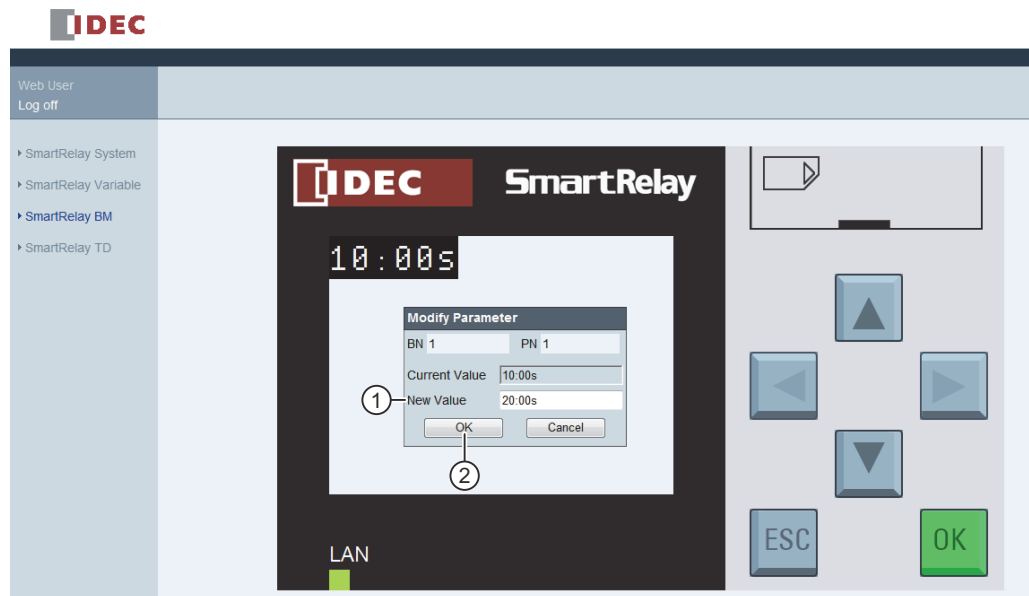 IDEC
Web User
Log off
SmartRelay System
SmartRelay Variable
SmartRelay BM
SmartRelay TD
IDEC SmartRelay
10:00s
Modify Parameter
BN 1 PN 1
Current Value 10:00s
1 New Value 20:00s
OK Cancel
2
ESC OK
LAN